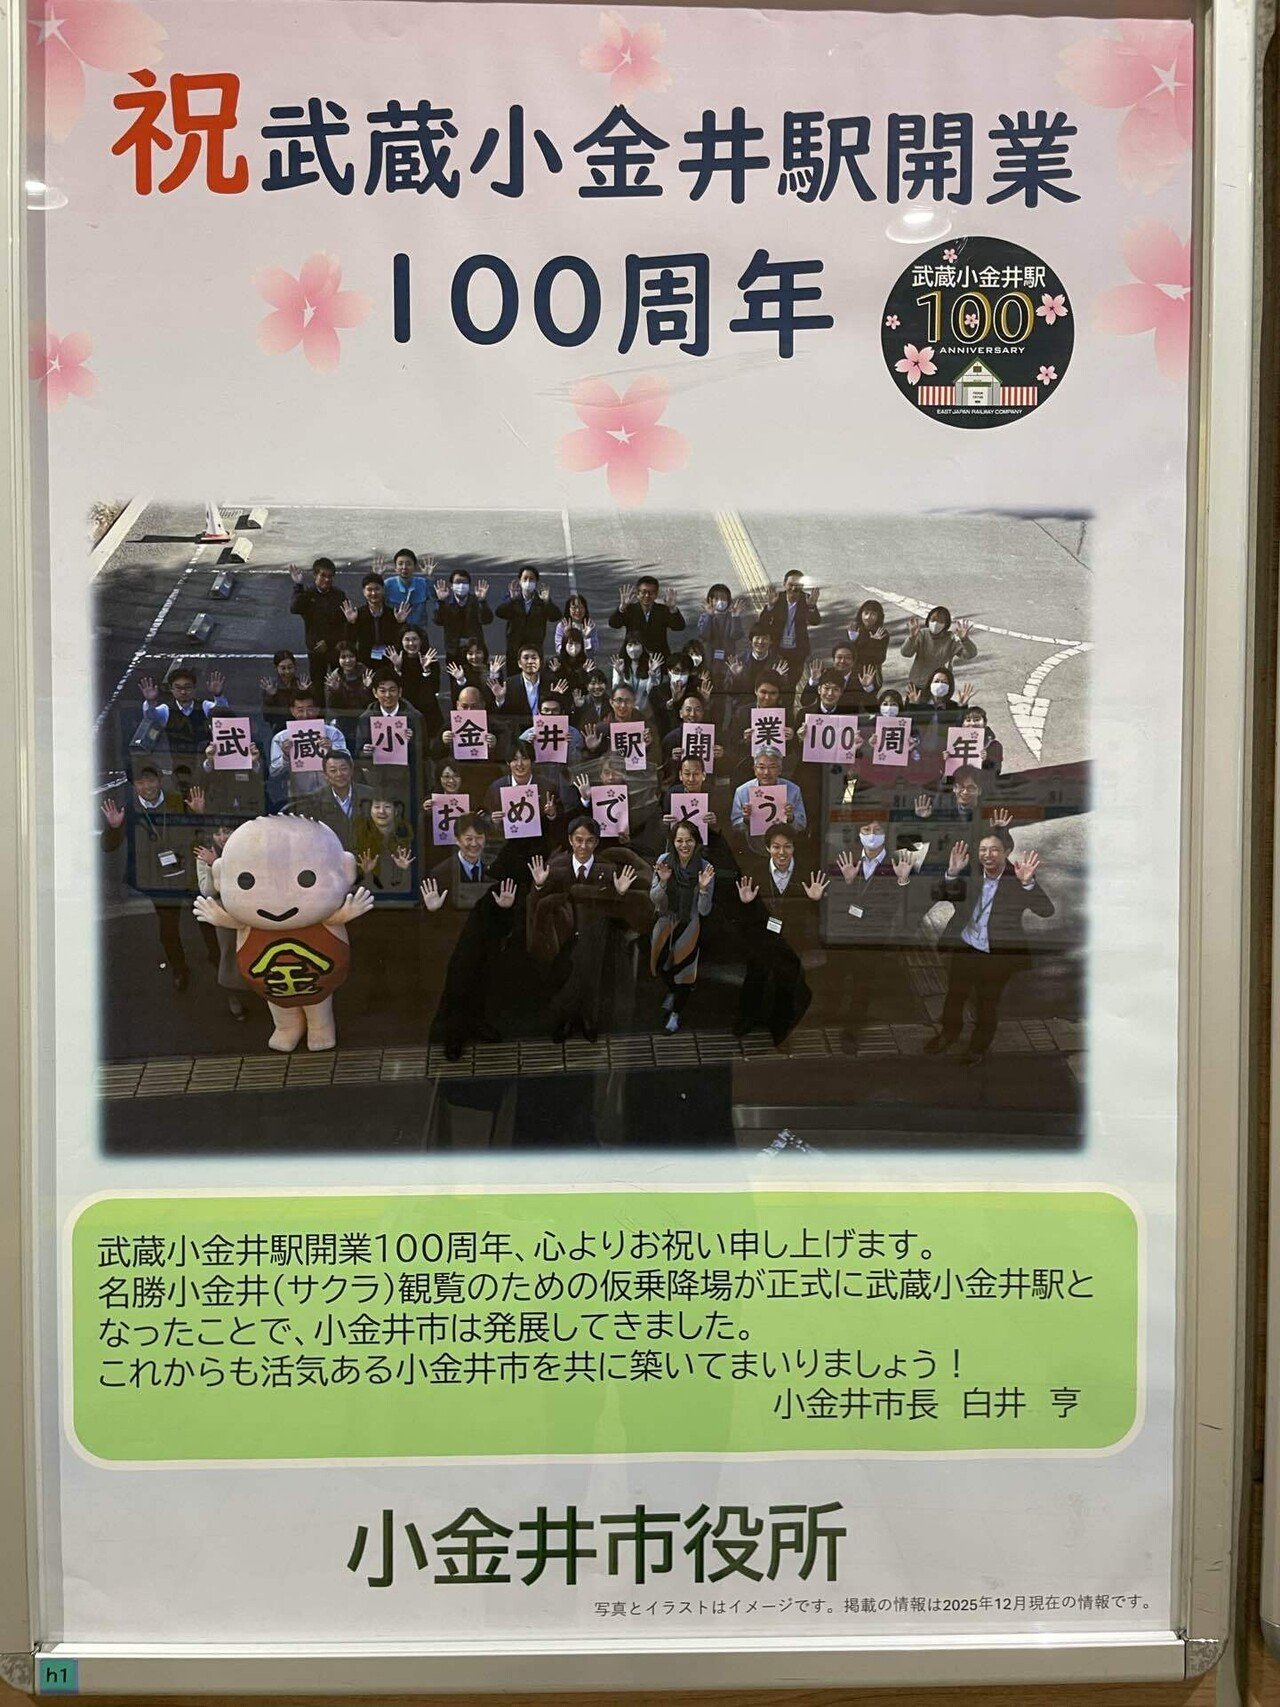 祝武蔵小金井駅開業
100周年
武蔵小金井駅
100
ANNIVERSARY
EAST JAPAN RAILWAY COMPANY
武蔵小金井駅開業100周年
おめでとう
金
武蔵小金井駅開業100周年、心よりお祝い申し上げます。
名勝小金井(サクラ)観覧のための仮乗降場が正式に武蔵小金井駅と
なったことで、小金井市は発展してきました。
これからも活気ある小金井市を共に築いてまいりましょう！
小金井市長 白井 亨
小金井市役所
写真とイラストはイメージです。掲載の情報は2025年12月現在の情報です。
h1